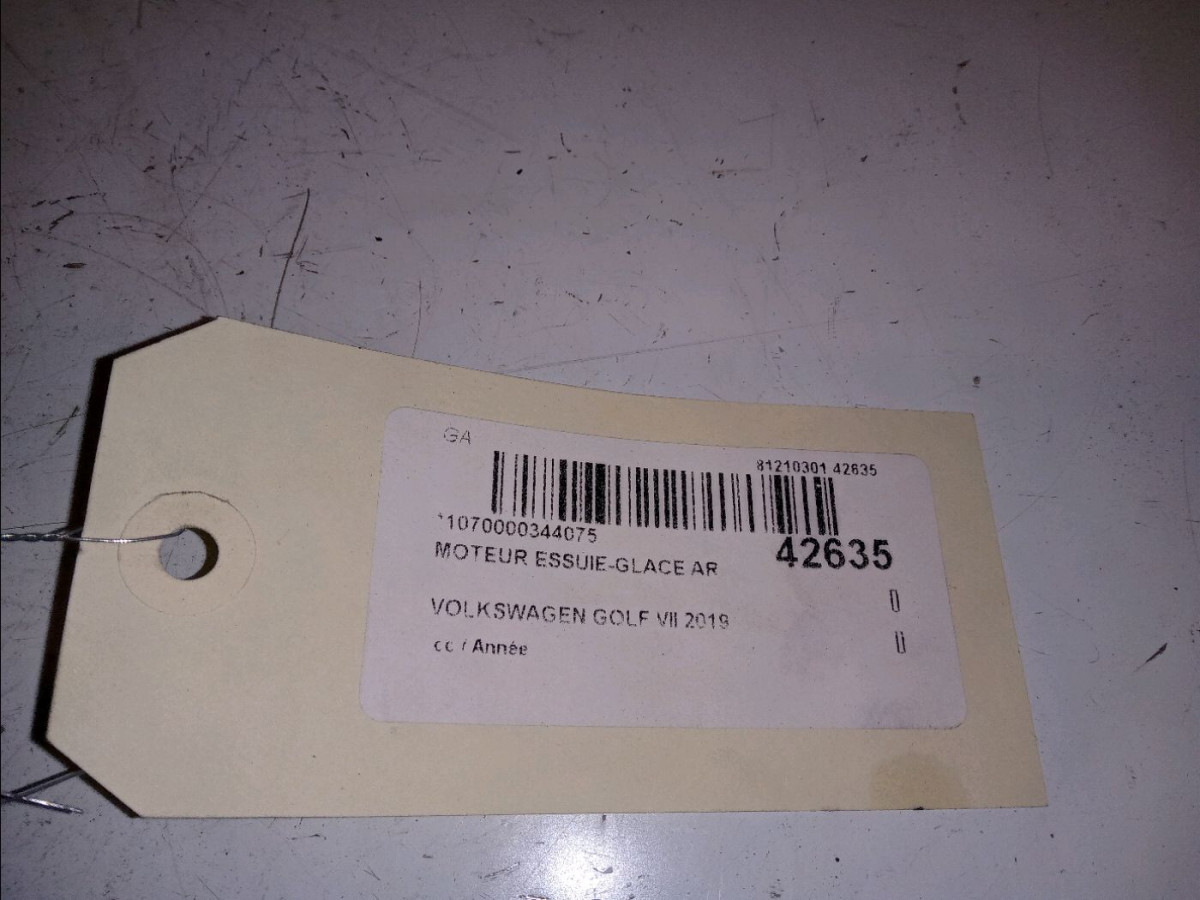 GA
81210301 42635
*1070000344075
42635
MOTEUR ESSUIE-GLACE AR
0
VOLKSWAGEN GOLF VII 2019
cc / Année
0